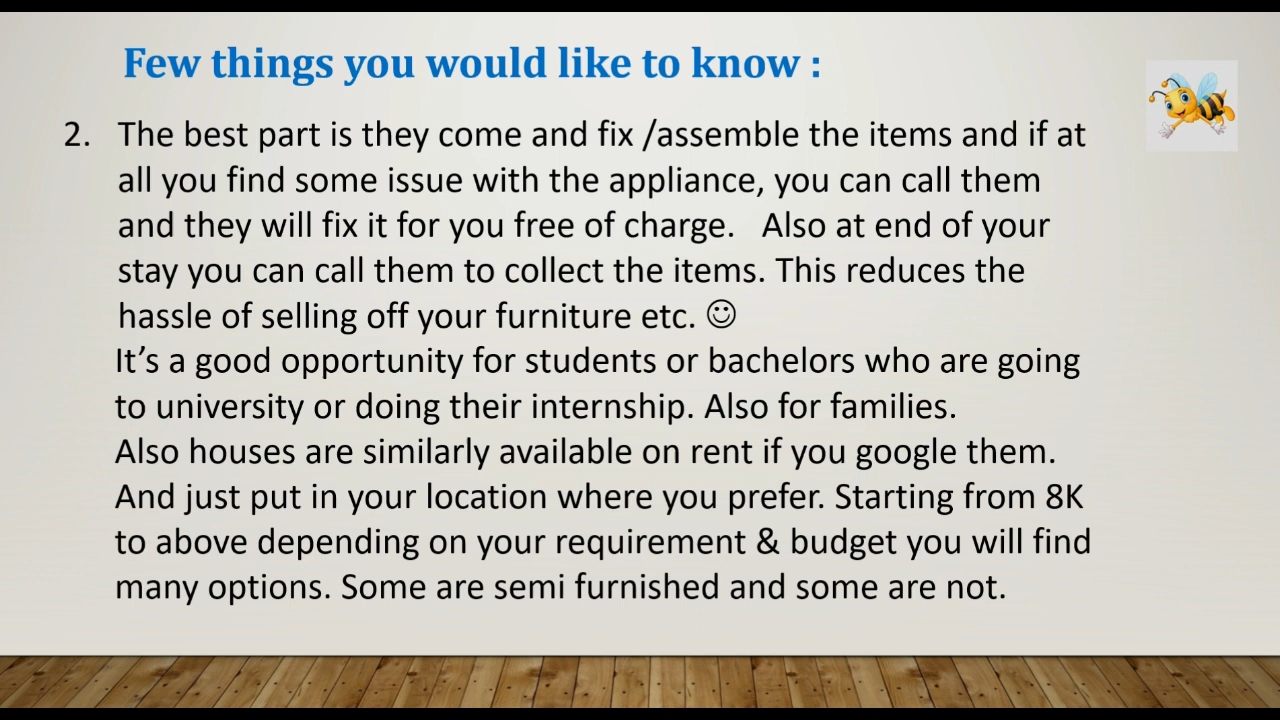 Few things you would like to know :
2. The best part is they come and fix /assemble the items and if at
all you find some issue with the appliance, you can call them
and they will fix it for you free of charge. Also at end of your
stay you can call them to collect the items. This reduces the
hassle of selling off your furniture etc. ☺
It’s a good opportunity for students or bachelors who are going
to university or doing their internship. Also for families.
Also houses are similarly available on rent if you google them.
And just put in your location where you prefer. Starting from 8K
to above depending on your requirement & budget you will find
many options. Some are semi furnished and some are not.